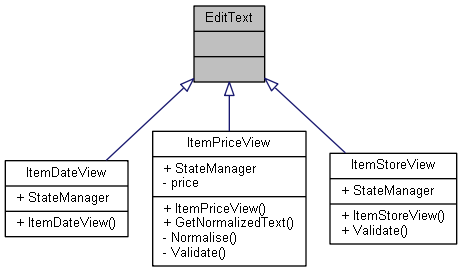 EditText
ItemDateView
+ StateManager
+ ItemDateView()
ItemPriceView
+ StateManager
- price
+ ItemPriceView()
+ GetNormalizedText()
- Normalise()
- Validate()
ItemStoreView
+ StateManager
+ ItemStoreView()
+ Validate()